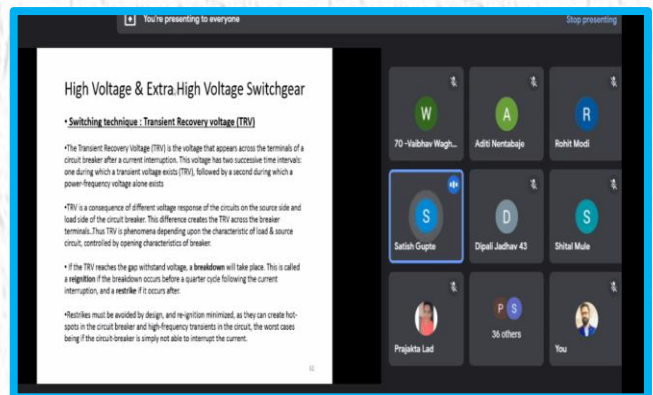 You're presenting to everyone
Stop presenting
High Voltage & Extra High Voltage Switchgear
• Switching technique : Transient Recovery voltage (TRV)
•The Transient Recovery Voltage (TRV) is the voltage that appears across the terminals of a
circuit breaker after a current interruption. This voltage has two successive time intervals:
one during which a transient voltage exists (TRV), followed by a second during which a
power-frequency voltage alone exists
•TRV is a consequence of different voltage response of the circuits on the source side and
load side of the circuit breaker. This difference creates the TRV across the breaker
terminals..Thus TRV is phenomena depending upon the characteristic of load & source
circuit, controlled by opening characteristics of breaker.
• If the TRV reaches the gap withstand voltage, a breakdown will take place. This is called
a reignition if the breakdown occurs before a quarter cycle following the current
interruption, and a restrike if it occurs after.
•Restrikes must be avoided by design, and re-ignition minimized, as they can create hot-
spots in the circuit breaker and high-frequency transients in the circuit, the worst cases
being if the circuit-breaker is simply not able to interrupt the current.
W
70 -Vaibhav Wagh...
A
Aditi Nentabaje
R
Rohit Modi
S
Satish Gupte
D
Dipali Jadhav 43
S
Shital Mule
Prajakta Lad
P S
36 others
You